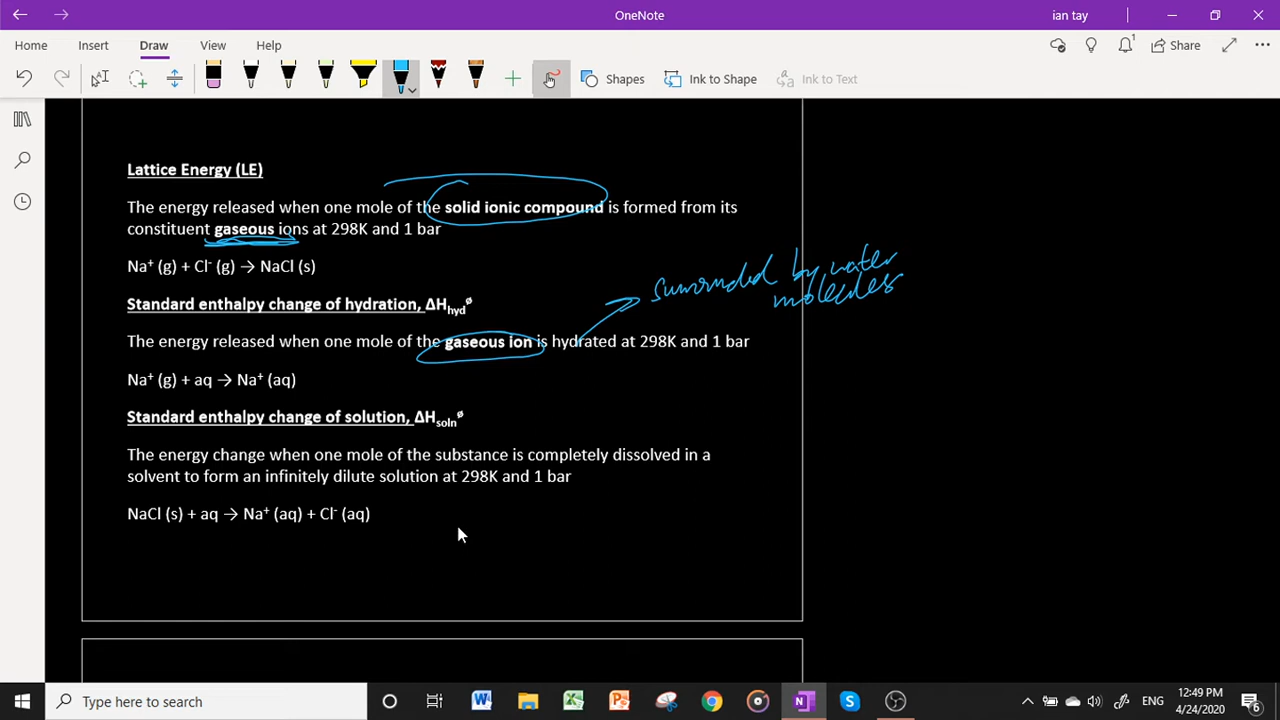 OneNote
ian tay
Home Insert Draw View Help
Share
Shapes Ink to Shape Ink to Text
Lattice Energy (LE)
The energy released when one mole of the solid ionic compound is formed from its
constituent gaseous ions at 298K and 1 bar
Na⁺ (g) + Cl⁻ (g) → NaCl (s)
Standard enthalpy change of hydration, ΔHhydᶲ
surrounded by water
molecules
The energy released when one mole of the gaseous ion is hydrated at 298K and 1 bar
Na⁺ (g) + aq → Na⁺ (aq)
Standard enthalpy change of solution, ΔHsolnᶲ
The energy change when one mole of the substance is completely dissolved in a
solvent to form an infinitely dilute solution at 298K and 1 bar
NaCl (s) + aq → Na⁺ (aq) + Cl⁻ (aq)
Type here to search
ENG
12:49 PM
4/24/2020
6